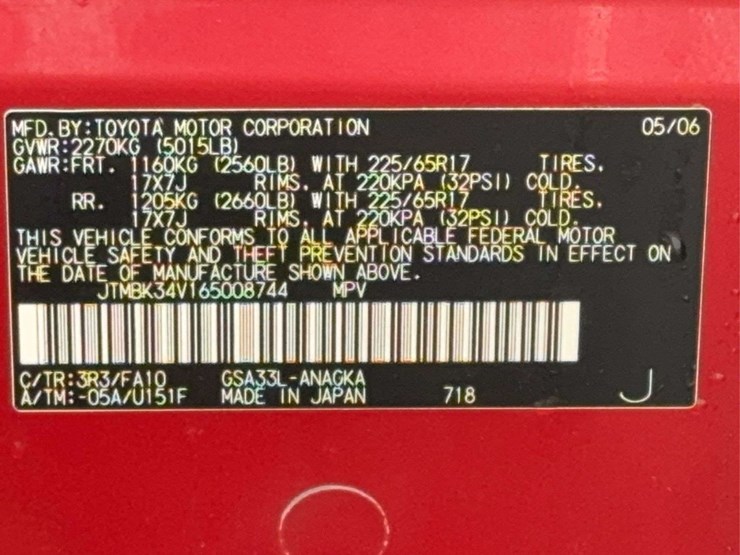 MFD. BY: TOYOTA MOTOR CORPORATION 05/06
GVWR: 2270KG (5015LB)
GAWR: FRT. 1160KG (2560LB) WITH 225/65R17 TIRES,
17X7J RIMS, AT 220KPA (32PSI) COLD.
RR. 1205KG (2660LB) WITH 225/65R17 TIRES,
17X7J RIMS, AT 220KPA (32PSI) COLD.
THIS VEHICLE CONFORMS TO ALL APPLICABLE FEDERAL MOTOR
VEHICLE SAFETY AND THEFT PREVENTION STANDARDS IN EFFECT ON
THE DATE OF MANUFACTURE SHOWN ABOVE.
JTMBK34V165008744 MPV
C/TR: 3R3/FA10 GSA33L-ANAGKA
A/TM: -05A/U151F MADE IN JAPAN 718 J